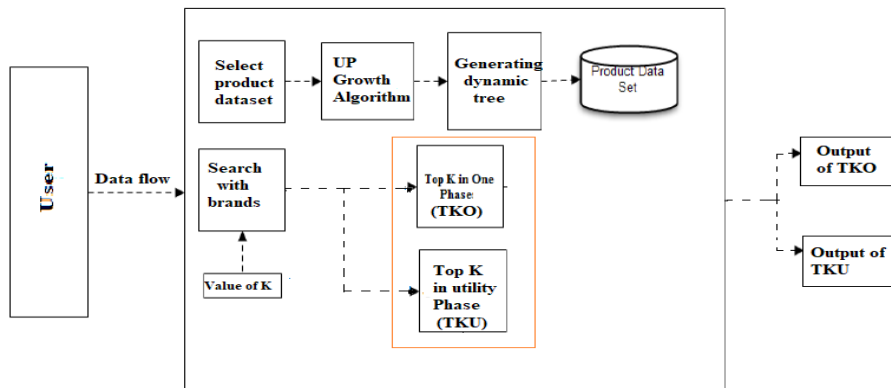 User
Data flow
Select
product
dataset
UP
Growth
Algorithm
Generating
dynamic
tree
Product Data
Set
Search
with
brands
Value of K
Top K in One
Phase:
(TKO)
Top K
in utility
Phase
(TKU)
Output
of TKO
Output of
TKU